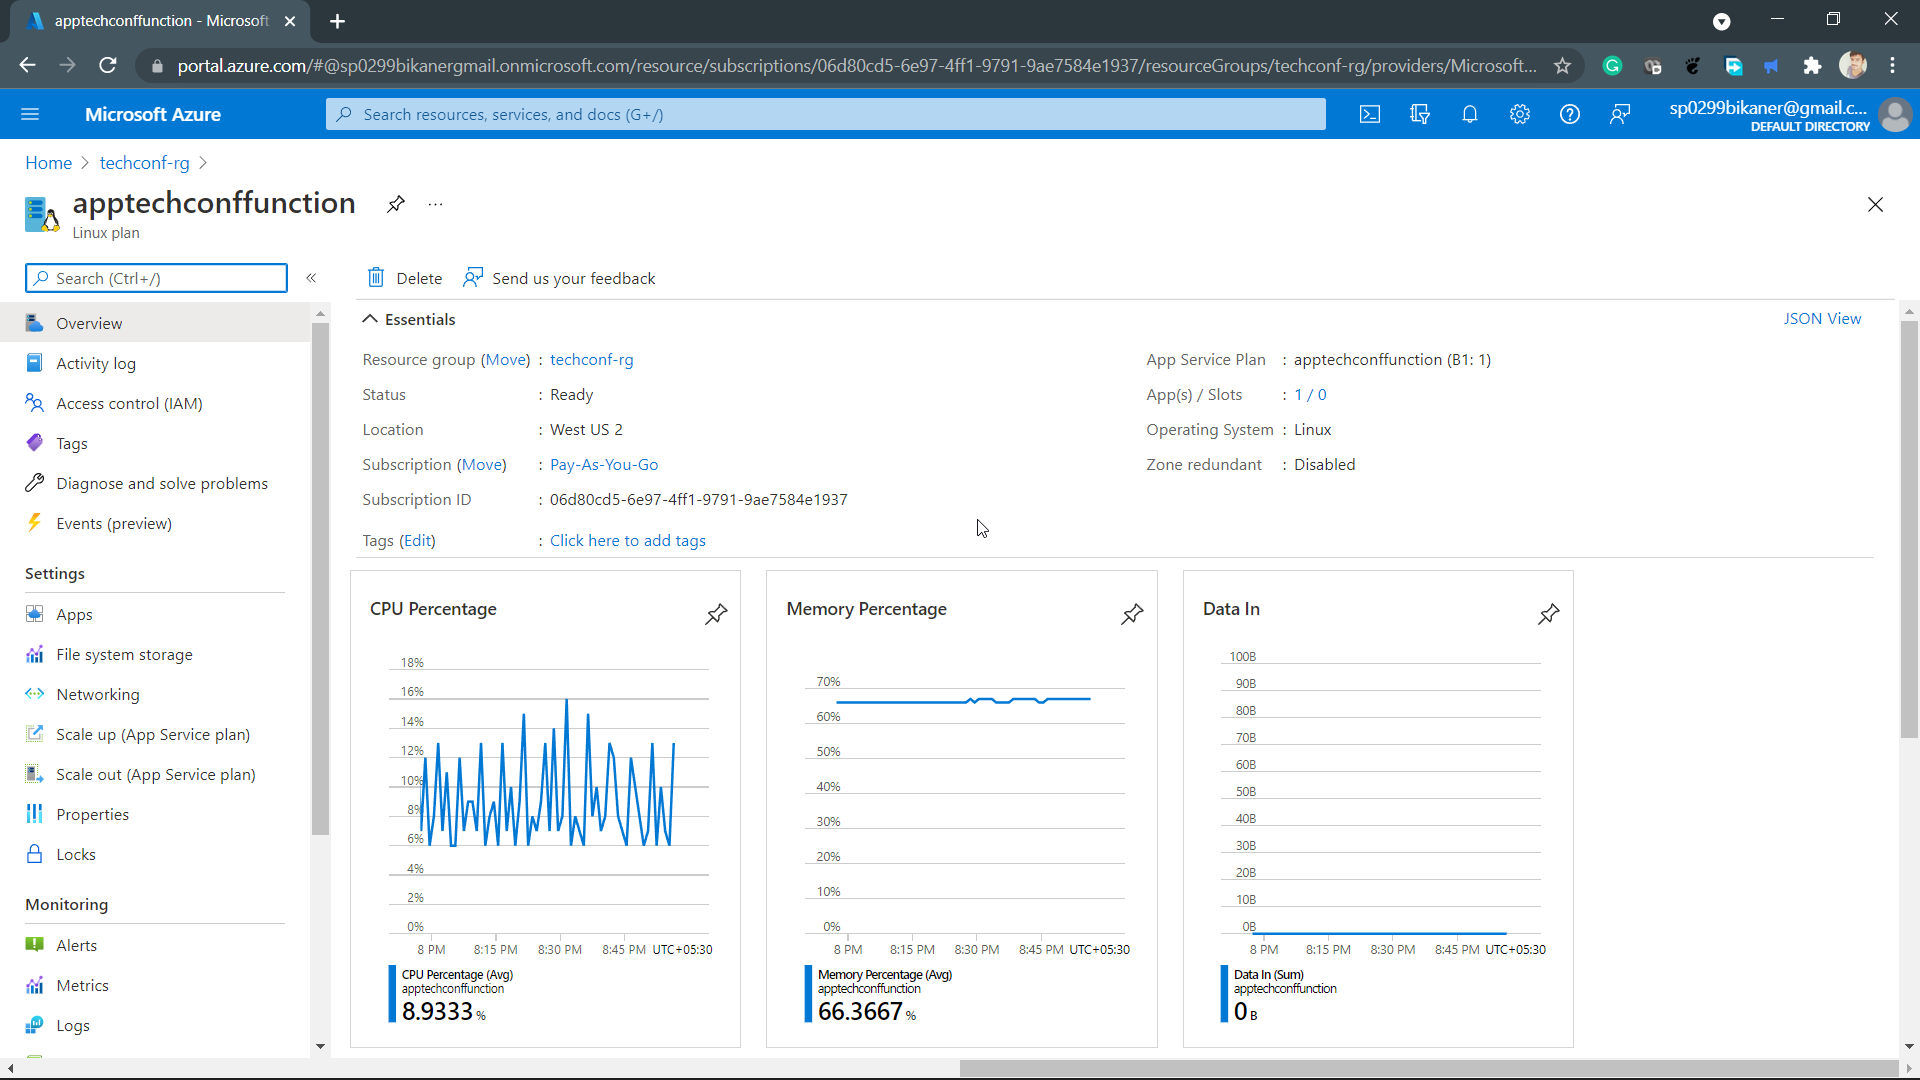 apptechconffunction - Microsoft
portal.azure.com/#@sp0299bikanergmail.onmicrosoft.com/resource/subscriptions/06d80cd5-6e97-4ff1-9791-9ae7584e1937/resourceGroups/techconf-rg/providers/Microsoft...
Microsoft Azure
Search resources, services, and docs (G+/)
sp0299bikaner@gmail.c...
DEFAULT DIRECTORY
Home > techconf-rg >
apptechconffunction
Linux plan
Search (Ctrl+/)
Delete
Send us your feedback
Overview
Activity log
Access control (IAM)
Tags
Diagnose and solve problems
Events (preview)
Settings
Apps
File system storage
Networking
Scale up (App Service plan)
Scale out (App Service plan)
Properties
Locks
Monitoring
Alerts
Metrics
Logs
Essentials
JSON View
Resource group (Move) : techconf-rg
Status : Ready
Location : West US 2
Subscription (Move) : Pay-As-You-Go
Subscription ID : 06d80cd5-6e97-4ff1-9791-9ae7584e1937
Tags (Edit) : Click here to add tags
App Service Plan : apptechconffunction (B1: 1)
App(s) / Slots : 1 / 0
Operating System : Linux
Zone redundant : Disabled
CPU Percentage
18%
16%
14%
12%
10%
8%
6%
4%
2%
0%
8 PM 8:15 PM 8:30 PM 8:45 PM UTC+05:30
CPU Percentage (Avg)
apptechconffunction
8.9333 %
Memory Percentage
70%
60%
50%
40%
30%
20%
10%
0%
8 PM 8:15 PM 8:30 PM 8:45 PM UTC+05:30
Memory Percentage (Avg)
apptechconffunction
66.3667 %
Data In
100B
90B
80B
70B
60B
50B
40B
30B
20B
10B
0B
8 PM 8:15 PM 8:30 PM 8:45 PM UTC+05:30
Data In (Sum)
apptechconffunction
0 B